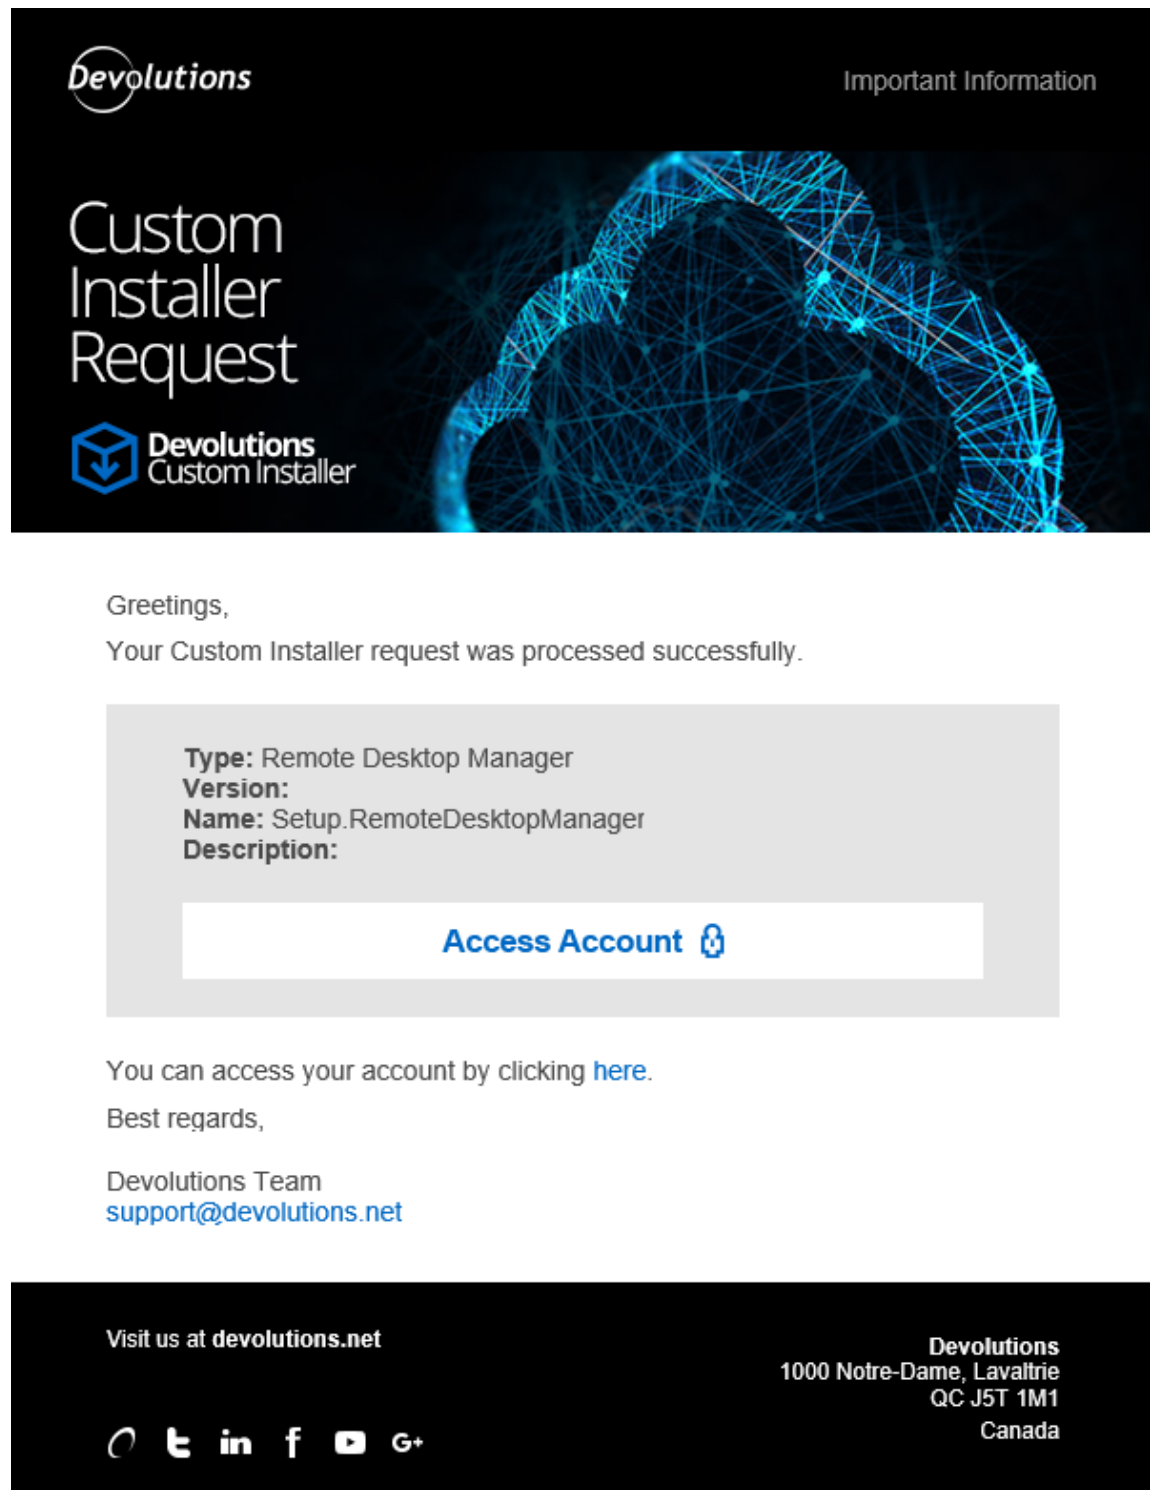 Devolutions
Important Information
Custom
Installer
Request
Devolutions
Custom Installer
Greetings,
Your Custom Installer request was processed successfully.
Type: Remote Desktop Manager
Version:
Name: Setup.RemoteDesktopManager
Description:
Access Account
You can access your account by clicking here.
Best regards,
Devolutions Team
support@devolutions.net
Visit us at devolutions.net
Devolutions
1000 Notre-Dame, Lavaltrie
QC J5T 1M1
Canada
in f G+